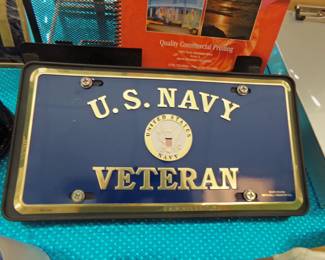 Quality Commercial Printing
U.S. NAVY
UNITED STATES
NAVY
VETERAN